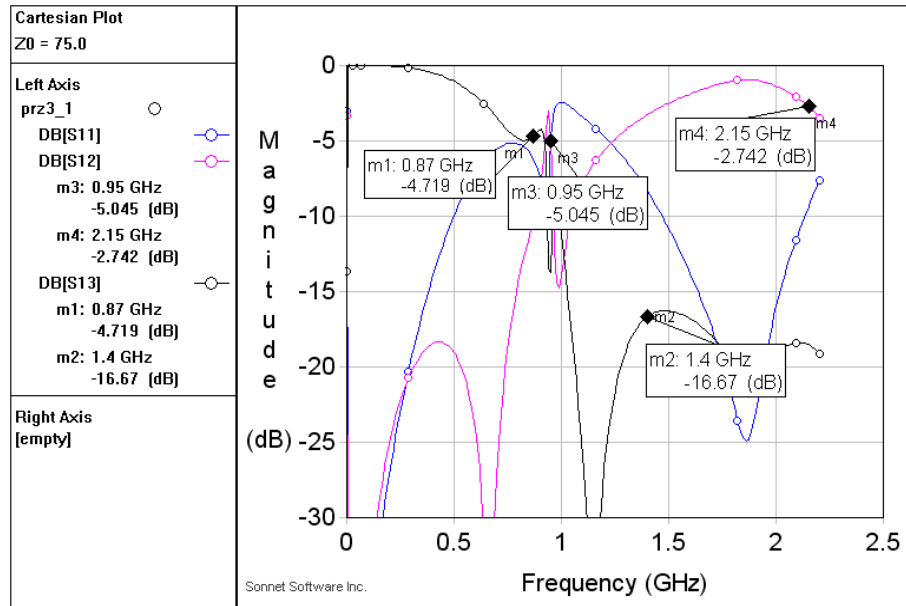 Cartesian Plot
Z0 = 75.0
Left Axis
prz3_1
DB[S11]
DB[S12]
m3: 0.95 GHz
-5.045 (dB)
m4: 2.15 GHz
-2.742 (dB)
DB[S13]
m1: 0.87 GHz
-4.719 (dB)
m2: 1.4 GHz
-16.67 (dB)
Right Axis
[empty]
Magnitude
(dB)
0
-5
-10
-15
-20
-25
-30
m1
m1: 0.87 GHz
-4.719 (dB)
m3
m3: 0.95 GHz
-5.045 (dB)
m4: 2.15 GHz
-2.742 (dB)
m4
m2
m2: 1.4 GHz
-16.67 (dB)
0
0.5
1
1.5
2
2.5
Sonnet Software Inc.
Frequency (GHz)